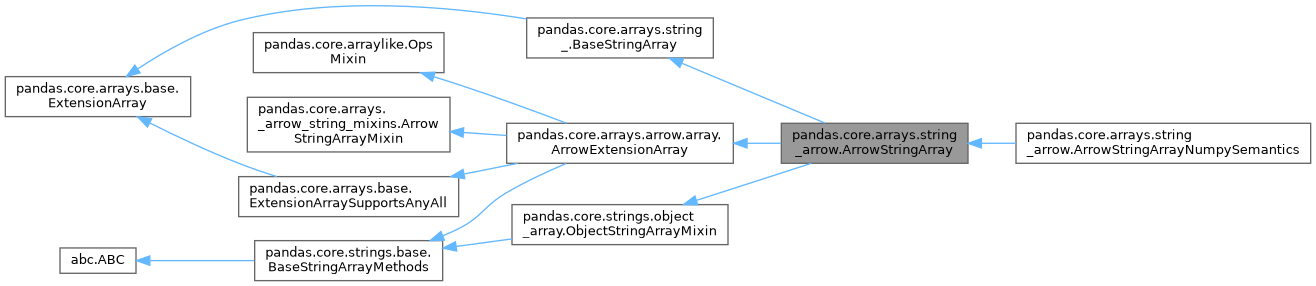 pandas.core.arrays.base.
ExtensionArray
pandas.core.arraylike.Ops
Mixin
pandas.core.arrays.
_arrow_string_mixins.Arrow
StringArrayMixin
pandas.core.arrays.base.
ExtensionArraySupportsAnyAll
abc.ABC
pandas.core.strings.base.
BaseStringArrayMethods
pandas.core.arrays.string
_.BaseStringArray
pandas.core.arrays.arrow.array.
ArrowExtensionArray
pandas.core.strings.object
_array.ObjectStringArrayMixin
pandas.core.arrays.string
_arrow.ArrowStringArray
pandas.core.arrays.string
_arrow.ArrowStringArrayNumpySemantics